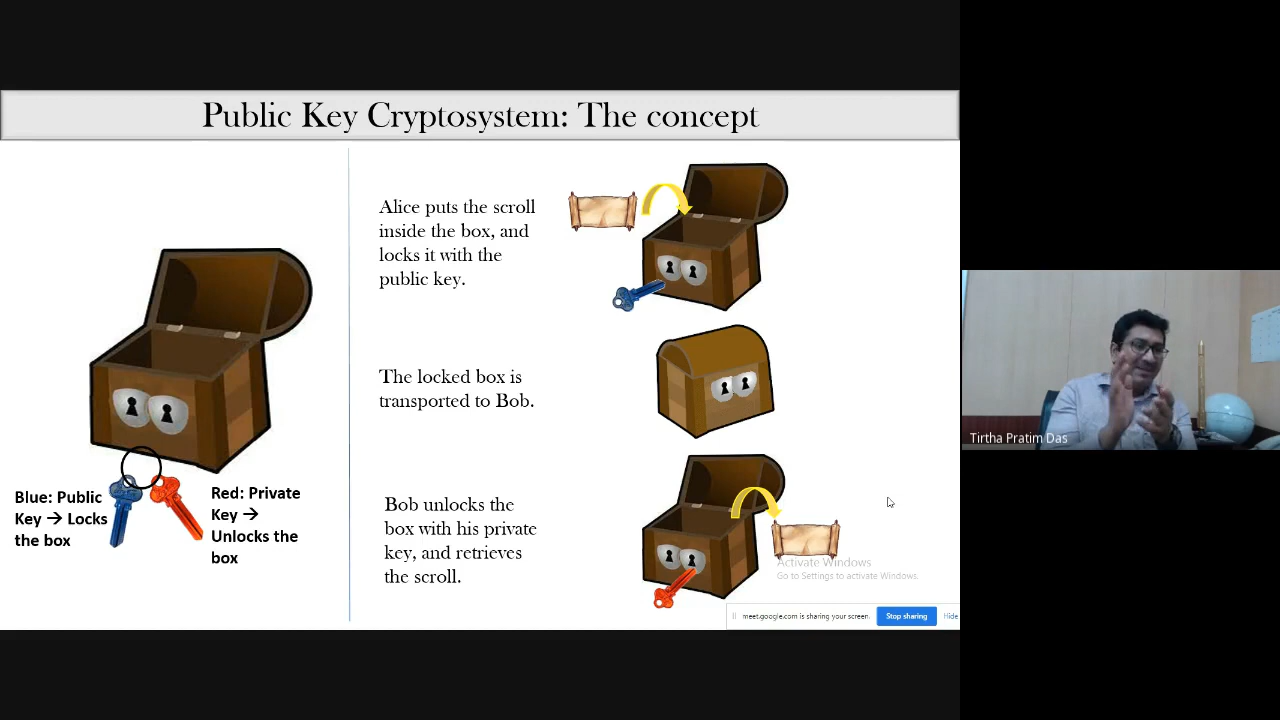 Public Key Cryptosystem: The concept
Alice puts the scroll
inside the box, and
locks it with the
public key.
The locked box is
transported to Bob.
Blue: Public
Key → Locks
the box
Red: Private
Key →
Unlocks the
box
Bob unlocks the
box with his private
key, and retrieves
the scroll.
Activate Windows
Go to Settings to activate Windows.
meet.google.com is sharing your screen.
Stop sharing
Hide
Tirtha Pratim Das